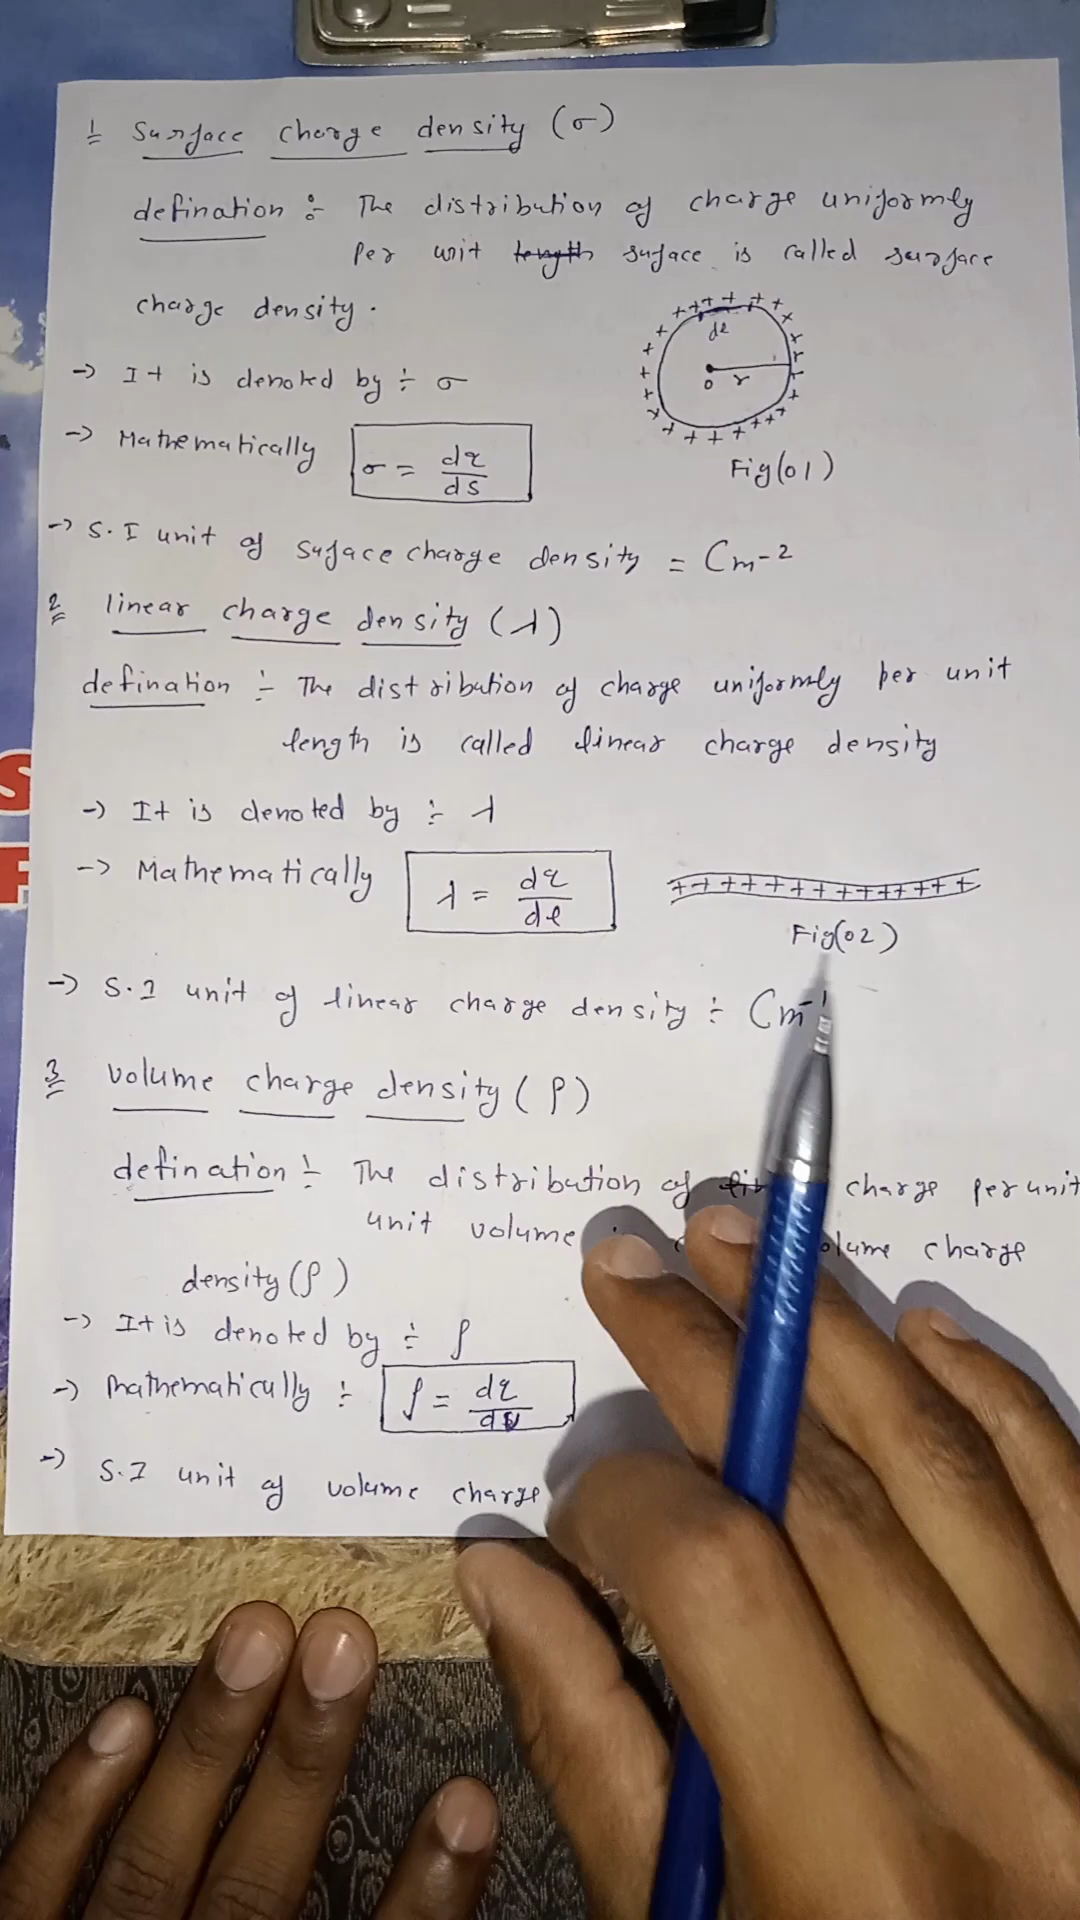 1 Surface charge density (σ)
defination ÷ The distribution of charge uniformly
per unit length suface is called surface
charge density.
dl
o r
→ It is denoted by ÷ σ
→ Mathematically σ = dq/ds
Fig(01)
→ S.I unit of suface charge density = Cm-2
2 linear charge density (λ)
defination ÷ The distribution of charge uniformly per unit
length is called linear charge density
→ It is denoted by ÷ λ
→ Mathematically λ = dq/dl
Fig(02)
→ S.I unit of linear charge density ÷ Cm-1
3 volume charge density (ρ)
defination ÷ The distribution of charge per unit
unit volume charge
density (ρ)
→ It is denoted by ÷ ρ
→ Mathematically ÷ ρ = dq/dv
→ S.I unit of volume charge